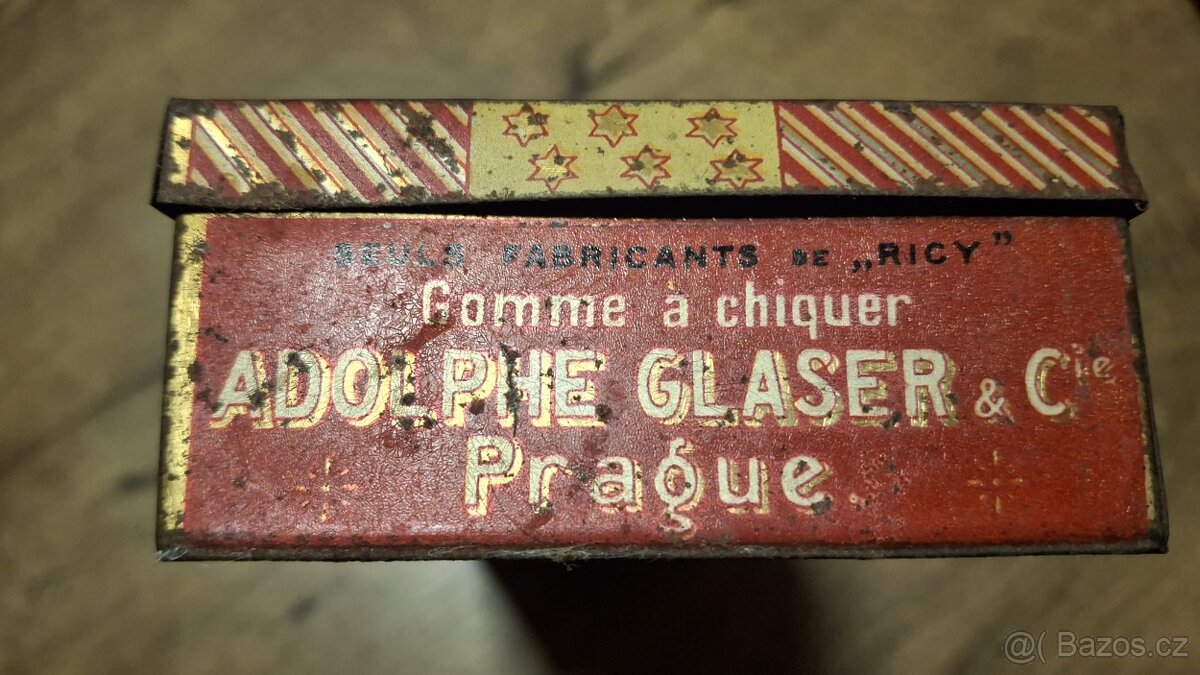 SEULS FABRICANTS DE „RICY”
Gomme à chiquer
ADOLPHE GLASER & Cie
Prague
@( Bazos.cz